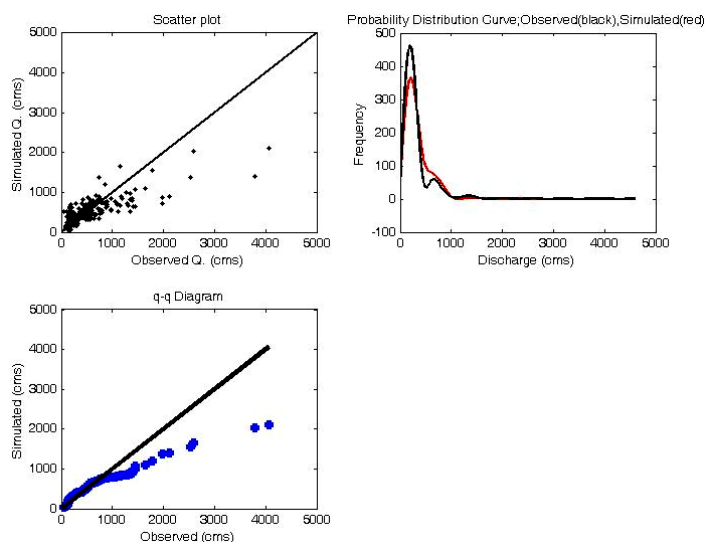 Scatter plot
5000
4000
3000
2000
1000
0
Simulated Q. (cms)
0 1000 2000 3000 4000 5000
Observed Q. (cms)
Probability Distribution Curve;Observed(black),Simulated(red)
500
400
300
200
100
0
-100
Frequency
0 1000 2000 3000 4000 5000
Discharge (cms)
q-q Diagram
5000
4000
3000
2000
1000
0
Simulated (cms)
0 1000 2000 3000 4000 5000
Observed (cms)